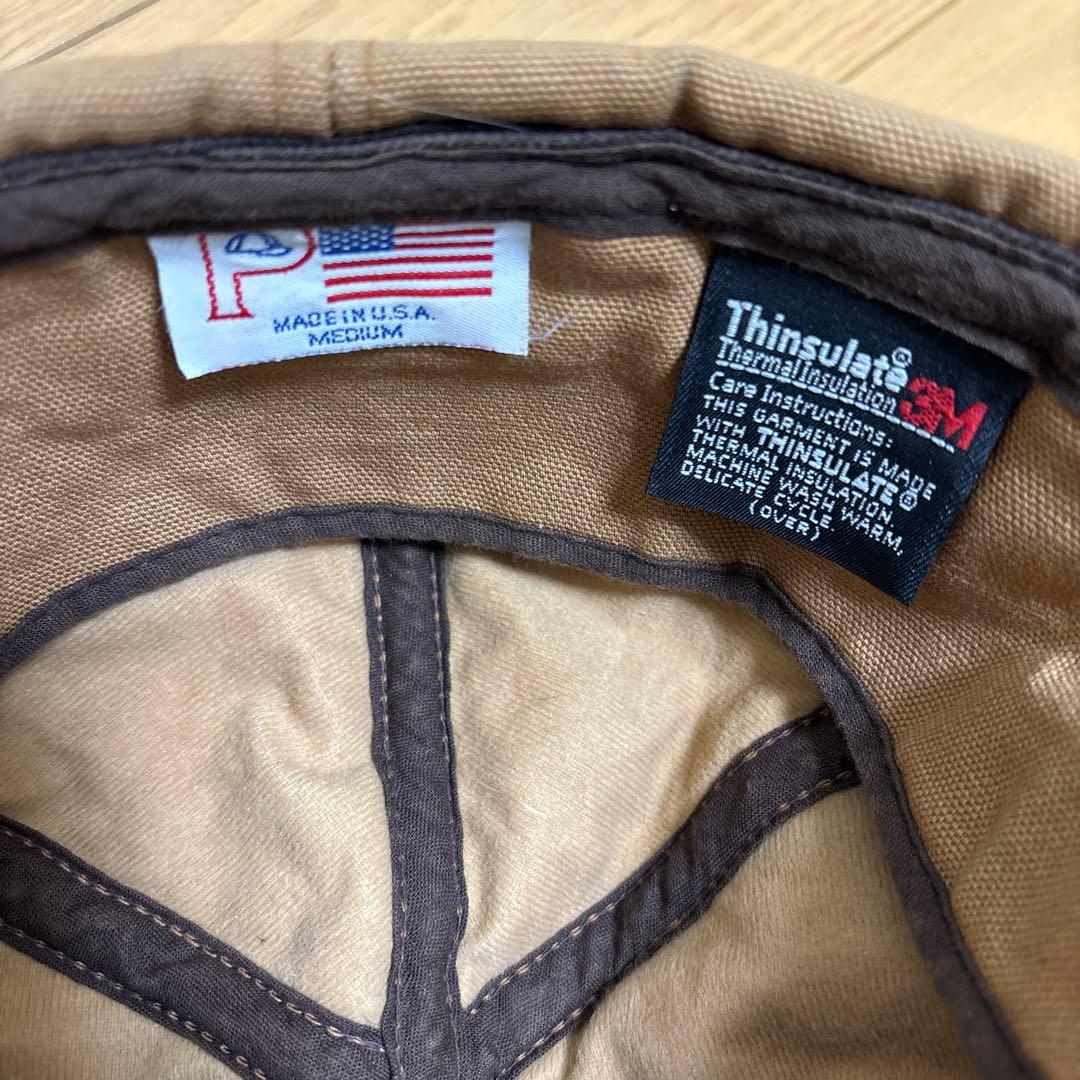 P
MADE IN U.S.A.
MEDIUM
Thinsulate®
Thermal Insulation
3M
Care Instructions:
THIS GARMENT IS MADE
WITH THINSULATE®
THERMAL INSULATION.
MACHINE WASH WARM,
DELICATE CYCLE.
(OVER)